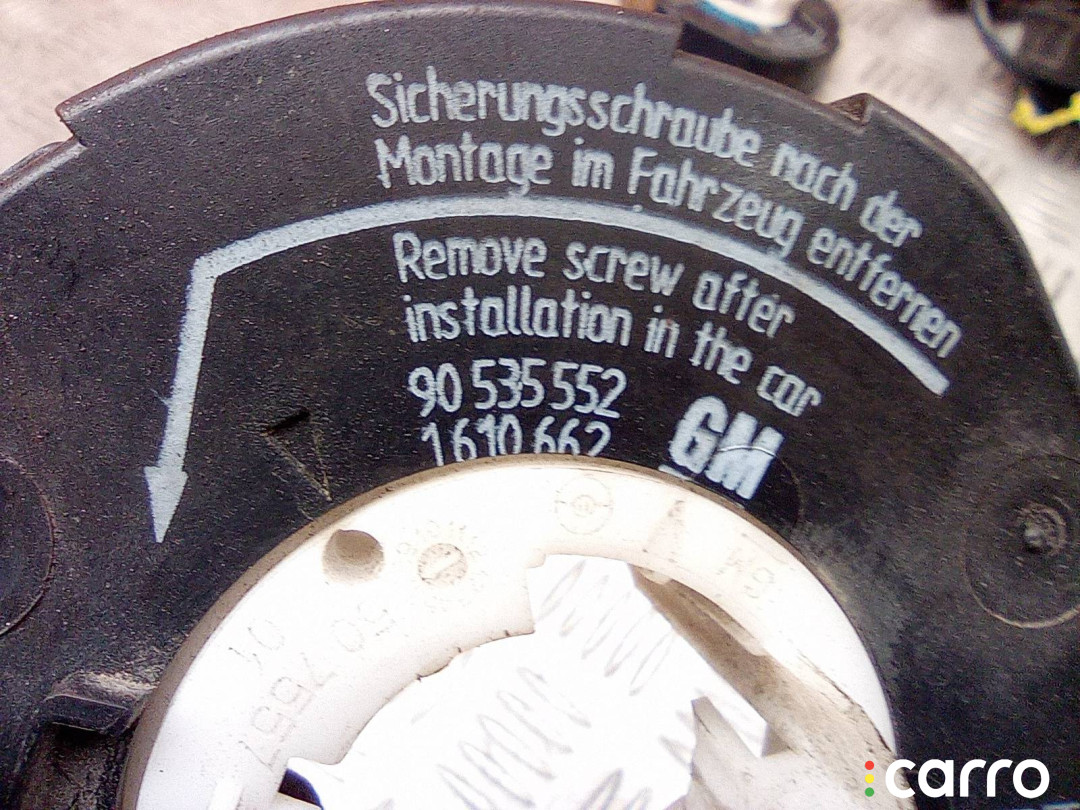 Sicherungsschraube nach der
Montage im Fahrzeug entfernen
Remove screw after
installation in the car
90 535 552
1 610 662
GM
GM
carro